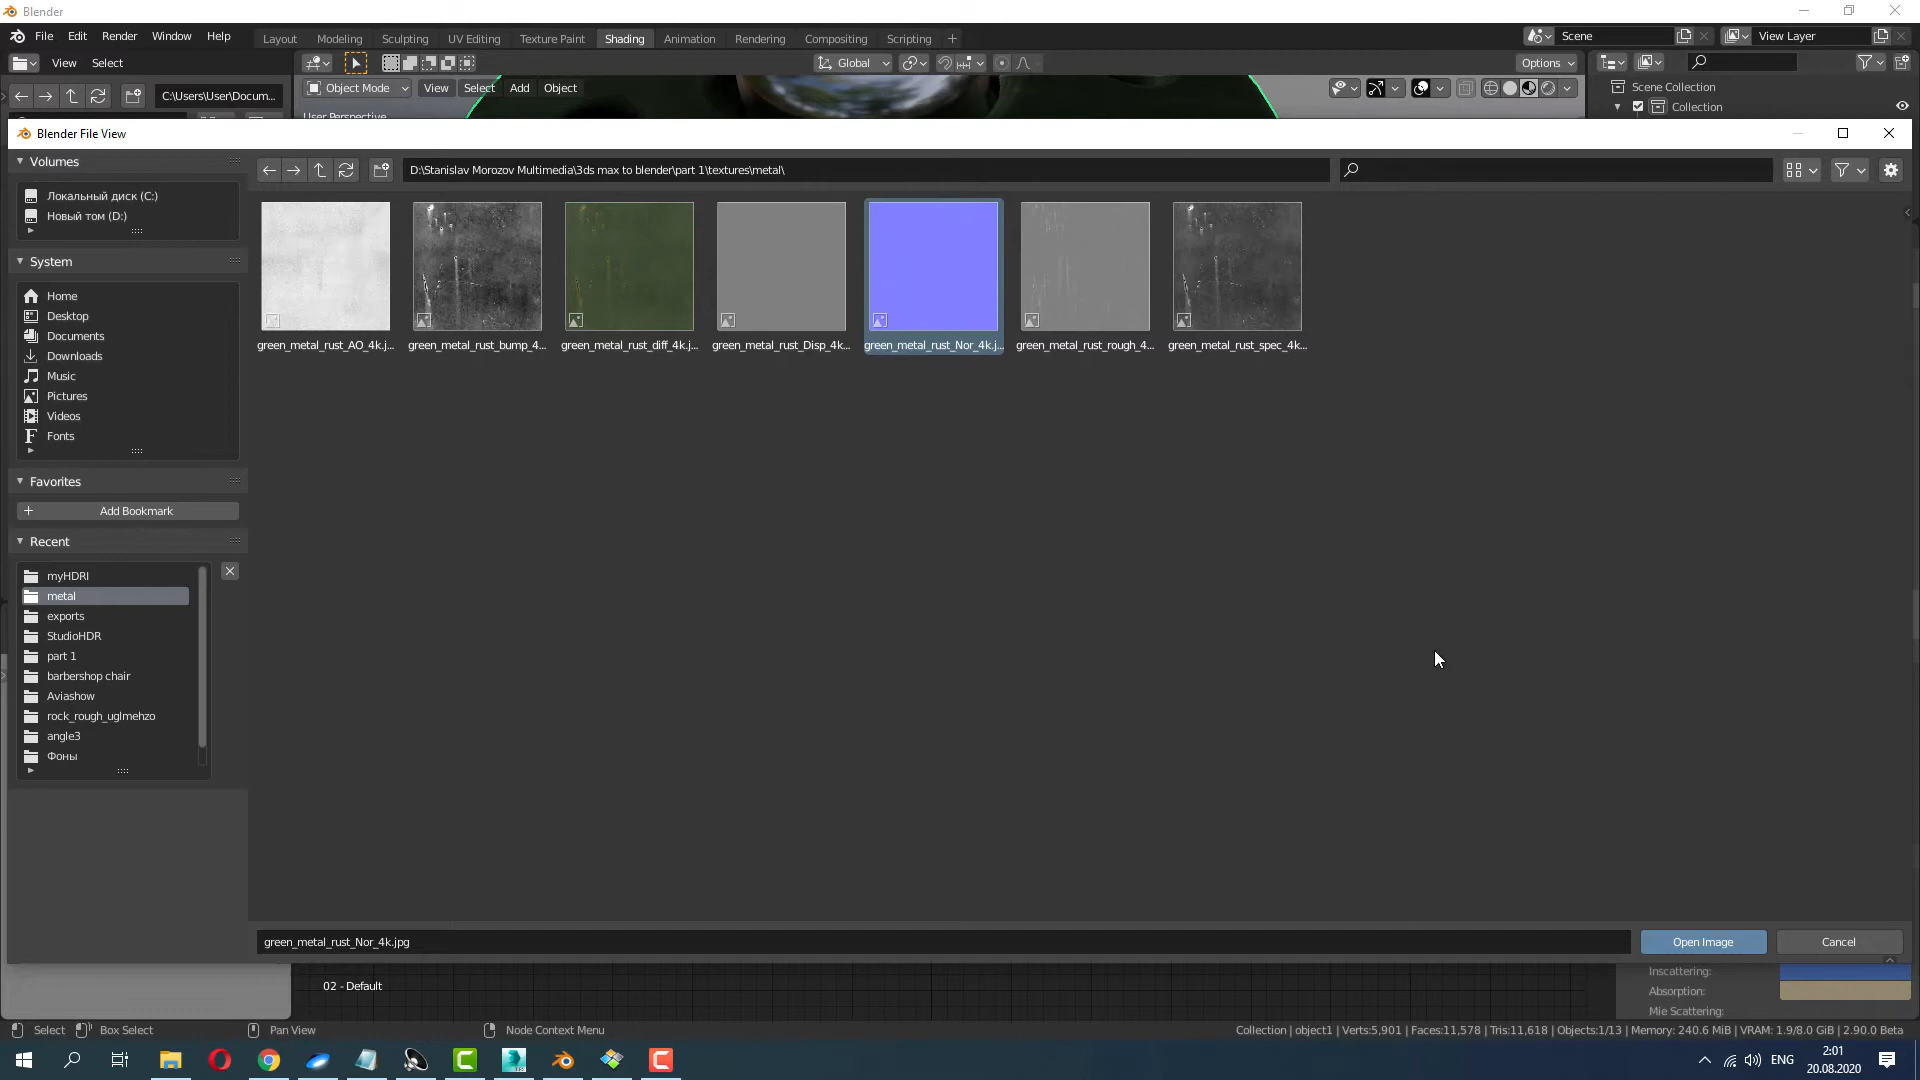 Blender
File Edit Render Window Help
Layout Modeling Sculpting UV Editing Texture Paint Shading Animation Rendering Compositing Scripting +
Scene
View Layer
View Select
Global
Options
C:\Users\User\Docum...
Object Mode
View Select Add Object
Scene Collection
Collection
User Perspective
Blender File View
Volumes
D:\Stanislav Morozov Multimedia\3ds max to blender\part 1\textures\metal\
Локальный диск (C:)
Новый том (D:)
System
Home
Desktop
Documents
Downloads
Music
Pictures
Videos
Fonts
green_metal_rust_AO_4k.j...
green_metal_rust_bump_4...
green_metal_rust_diff_4k.j...
green_metal_rust_Disp_4k...
green_metal_rust_Nor_4k.j...
green_metal_rust_rough_4...
green_metal_rust_spec_4k...
Favorites
Add Bookmark
Recent
myHDRI
metal
exports
StudioHDR
part 1
barbershop chair
Aviashow
rock_rough_uglmehzo
angle3
Фоны
green_metal_rust_Nor_4k.jpg
Open Image
Cancel
02 - Default
Inscattering:
Absorption:
Mie Scattering:
Select
Box Select
Pan View
Node Context Menu
Collection | object1 | Verts:5,901 | Faces:11,578 | Tris:11,618 | Objects:1/13 | Memory: 240.6 MiB | VRAM: 1.9/8.0 GiB | 2.90.0 Beta
ENG
2:01
20.08.2020